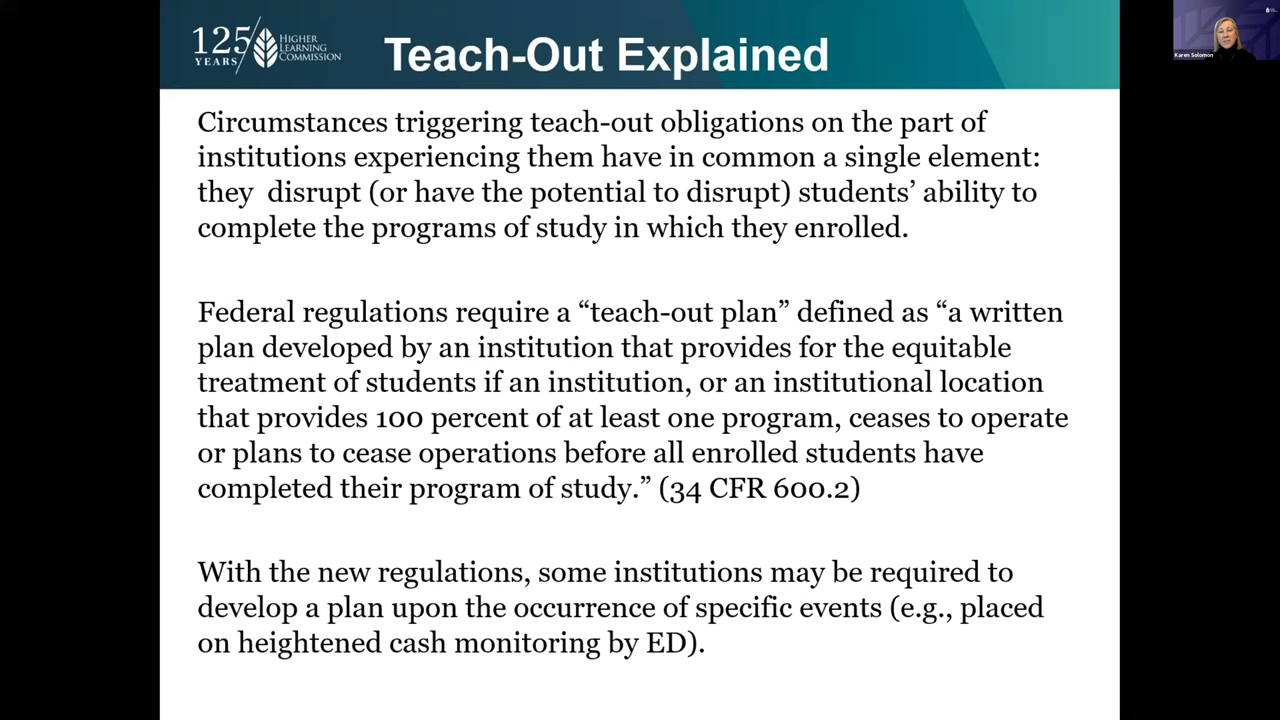 125
YEARS
HIGHER
LEARNING
COMMISSION
Teach-Out Explained
Karen Solomon
Circumstances triggering teach-out obligations on the part of
institutions experiencing them have in common a single element:
they  disrupt (or have the potential to disrupt) students’ ability to
complete the programs of study in which they enrolled.
Federal regulations require a “teach-out plan” defined as “a written
plan developed by an institution that provides for the equitable
treatment of students if an institution, or an institutional location
that provides 100 percent of at least one program, ceases to operate
or plans to cease operations before all enrolled students have
completed their program of study.” (34 CFR 600.2)
With the new regulations, some institutions may be required to
develop a plan upon the occurrence of specific events (e.g., placed
on heightened cash monitoring by ED).